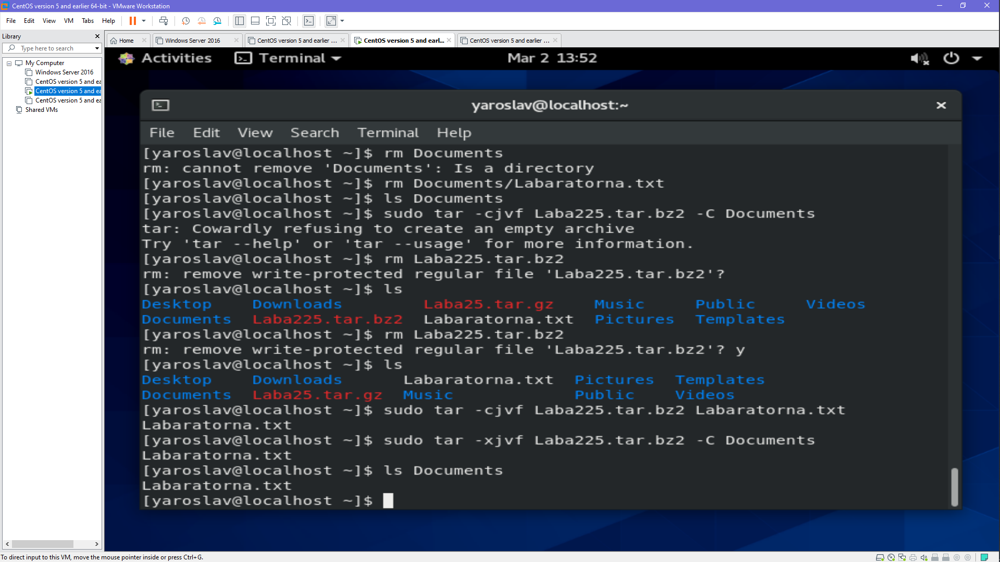 CentOS version 5 and earlier 64-bit - VMware Workstation
File Edit View VM Tabs Help
Library
Type here to search
My Computer
Windows Server 2016
CentOS version 5 and ea
CentOS version 5 and ea
CentOS version 5 and ea
Shared VMs
Home
Windows Server 2016
CentOS version 5 and earlier ...
CentOS version 5 and earl...
CentOS version 5 and earlier ...
Activities Terminal Mar 2 13:52
yaroslav@localhost:~
File Edit View Search Terminal Help
[yaroslav@localhost ~]$ rm Documents
rm: cannot remove 'Documents': Is a directory
[yaroslav@localhost ~]$ rm Documents/Labaratorna.txt
[yaroslav@localhost ~]$ ls Documents
[yaroslav@localhost ~]$ sudo tar -cjvf Laba225.tar.bz2 -C Documents
tar: Cowardly refusing to create an empty archive
Try 'tar --help' or 'tar --usage' for more information.
[yaroslav@localhost ~]$ rm Laba225.tar.bz2
rm: remove write-protected regular file 'Laba225.tar.bz2'?
[yaroslav@localhost ~]$ ls
Desktop Downloads Laba25.tar.gz Music Public Videos
Documents Laba225.tar.bz2 Labaratorna.txt Pictures Templates
[yaroslav@localhost ~]$ rm Laba225.tar.bz2
rm: remove write-protected regular file 'Laba225.tar.bz2'? y
[yaroslav@localhost ~]$ ls
Desktop Downloads Labaratorna.txt Pictures Templates
Documents Laba25.tar.gz Music Public Videos
[yaroslav@localhost ~]$ sudo tar -cjvf Laba225.tar.bz2 Labaratorna.txt
Labaratorna.txt
[yaroslav@localhost ~]$ sudo tar -xjvf Laba225.tar.bz2 -C Documents
Labaratorna.txt
[yaroslav@localhost ~]$ ls Documents
Labaratorna.txt
[yaroslav@localhost ~]$
To direct input to this VM, move the mouse pointer inside or press Ctrl+G.